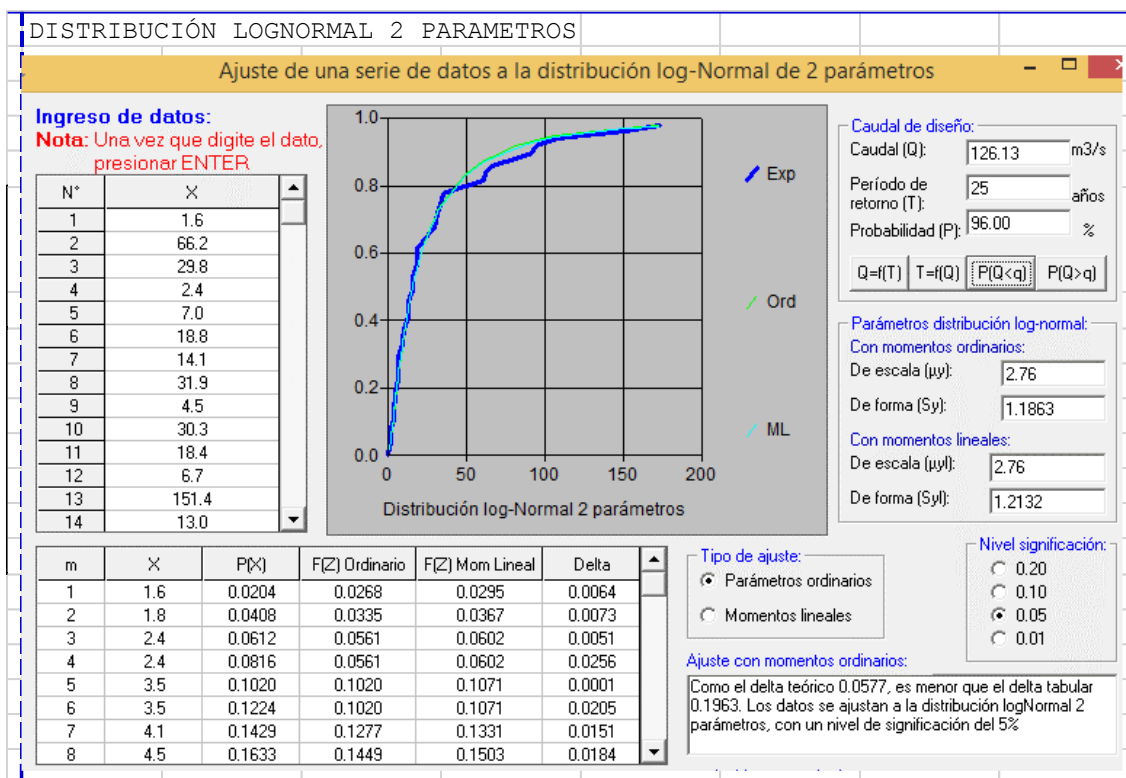 DISTRIBUCIÓN LOGNORMAL 2 PARAMETROS
Ajuste de una serie de datos a la distribución log-Normal de 2 parámetros
Ingreso de datos:
Nota: Una vez que digite el dato,
presionar ENTER
N° X
1 1.6
2 66.2
3 29.8
4 2.4
5 7.0
6 18.8
7 14.1
8 31.9
9 4.5
10 30.3
11 18.4
12 6.7
13 151.4
14 13.0
1.0
0.8
0.6
0.4
0.2
0.0
0 50 100 150 200
Distribución log-Normal 2 parámetros
Exp
Ord
ML
Caudal de diseño:
Caudal (Q): 126.13 m3/s
Período de
retorno (T): 25 años
Probabilidad (P): 96.00 %
Q=f(T) T=f(Q) P(Q<q) P(Q>q)
Parámetros distribución log-normal:
Con momentos ordinarios:
De escala (µy): 2.76
De forma (Sy): 1.1863
Con momentos lineales:
De escala (µyl): 2.76
De forma (Syl): 1.2132
m X P(X) F(Z) Ordinario F(Z) Mom Lineal Delta
1 1.6 0.0204 0.0268 0.0295 0.0064
2 1.8 0.0408 0.0335 0.0367 0.0073
3 2.4 0.0612 0.0561 0.0602 0.0051
4 2.4 0.0816 0.0561 0.0602 0.0256
5 3.5 0.1020 0.1020 0.1071 0.0001
6 3.5 0.1224 0.1020 0.1071 0.0205
7 4.1 0.1429 0.1277 0.1331 0.0151
8 4.5 0.1633 0.1449 0.1503 0.0184
Tipo de ajuste:
Parámetros ordinarios
Momentos lineales
Nivel significación:
0.20
0.10
0.05
0.01
Ajuste con momentos ordinarios:
Como el delta teórico 0.0577, es menor que el delta tabular
0.1963. Los datos se ajustan a la distribución logNormal 2
parámetros, con un nivel de significación del 5%